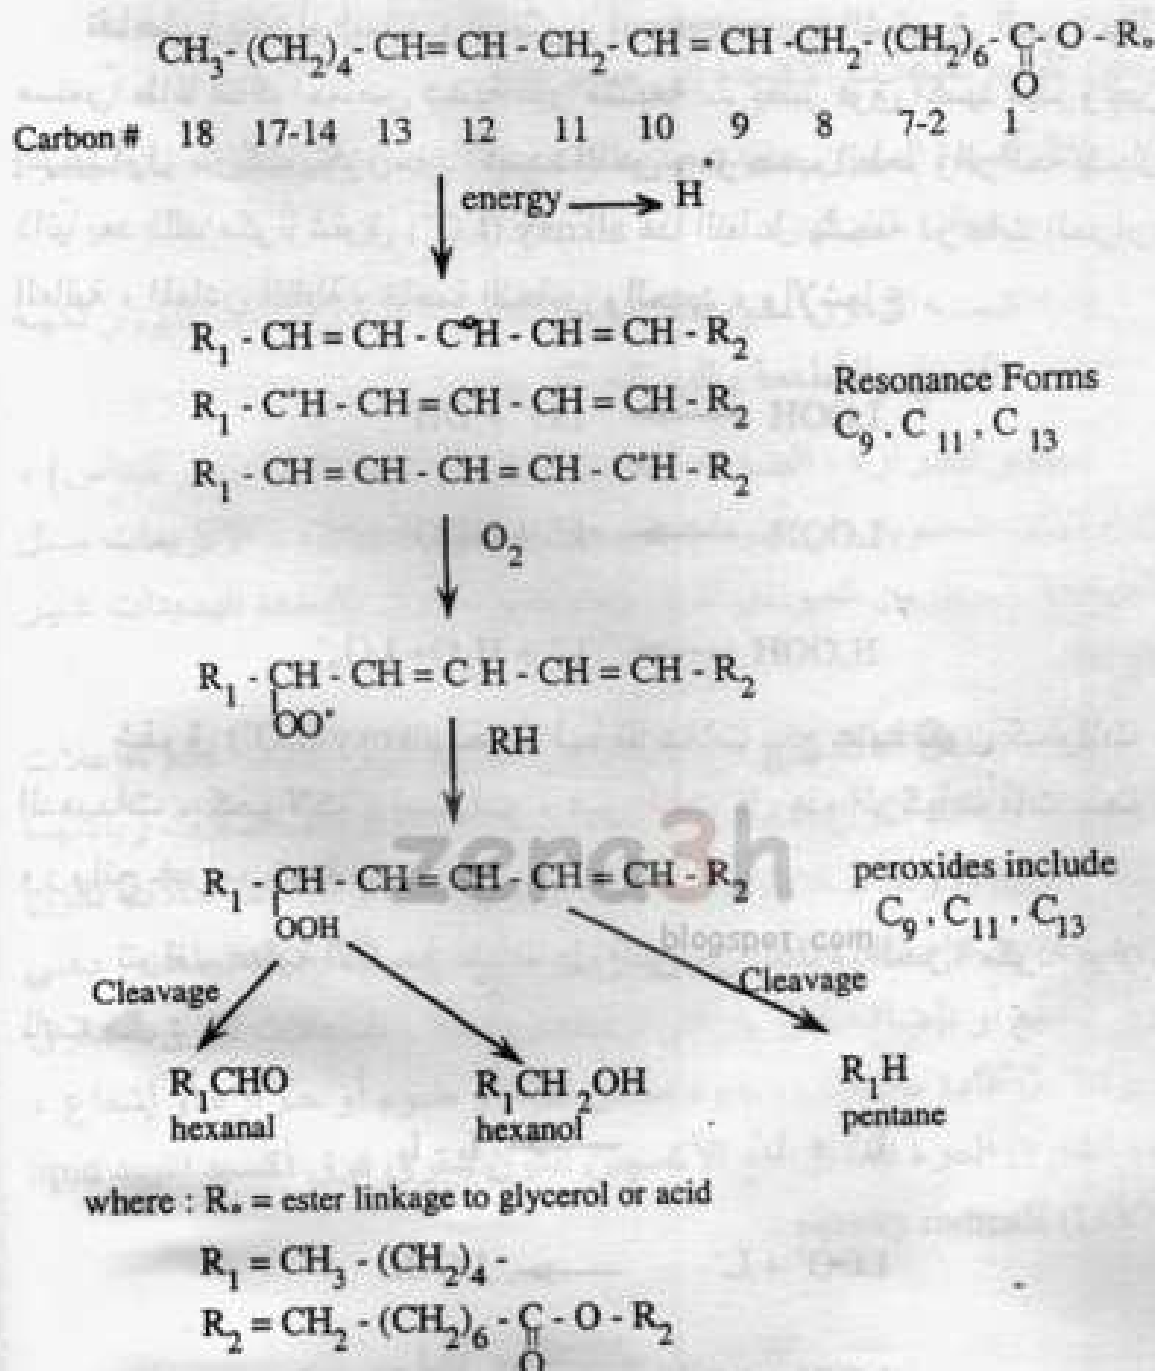 CH₃- (CH₂)₄ - CH= CH - CH₂- CH = CH -CH₂- (CH₂)₆ - C - O - R.
O
Carbon # 18 17-14 13 12 11 10 9 8 7-2 1
energy H•
R₁ - CH = CH - C•H - CH = CH - R₂
Resonance Forms
R₁ - C•H - CH = CH - CH = CH - R₂
C₉ . C₁₁ . C₁₃
R₁ - CH = CH - CH = CH - C•H - R₂
O₂
R₁ - CH - CH = C H - CH = CH - R₂
OO•
RH
zena3h
R₁ - CH - CH = CH - CH = CH - R₂
peroxides include
OOH
C₉ . C₁₁ . C₁₃
blogspot.com
Cleavage
Cleavage
R₁CHO
R₁CH₂OH
R₁H
hexanal
hexanol
pentane
where : R. = ester linkage to glycerol or acid
R₁ = CH₃ - (CH₂)₄ -
R₂ = CH₂ - (CH₂)₆ - C - O - R₂
O